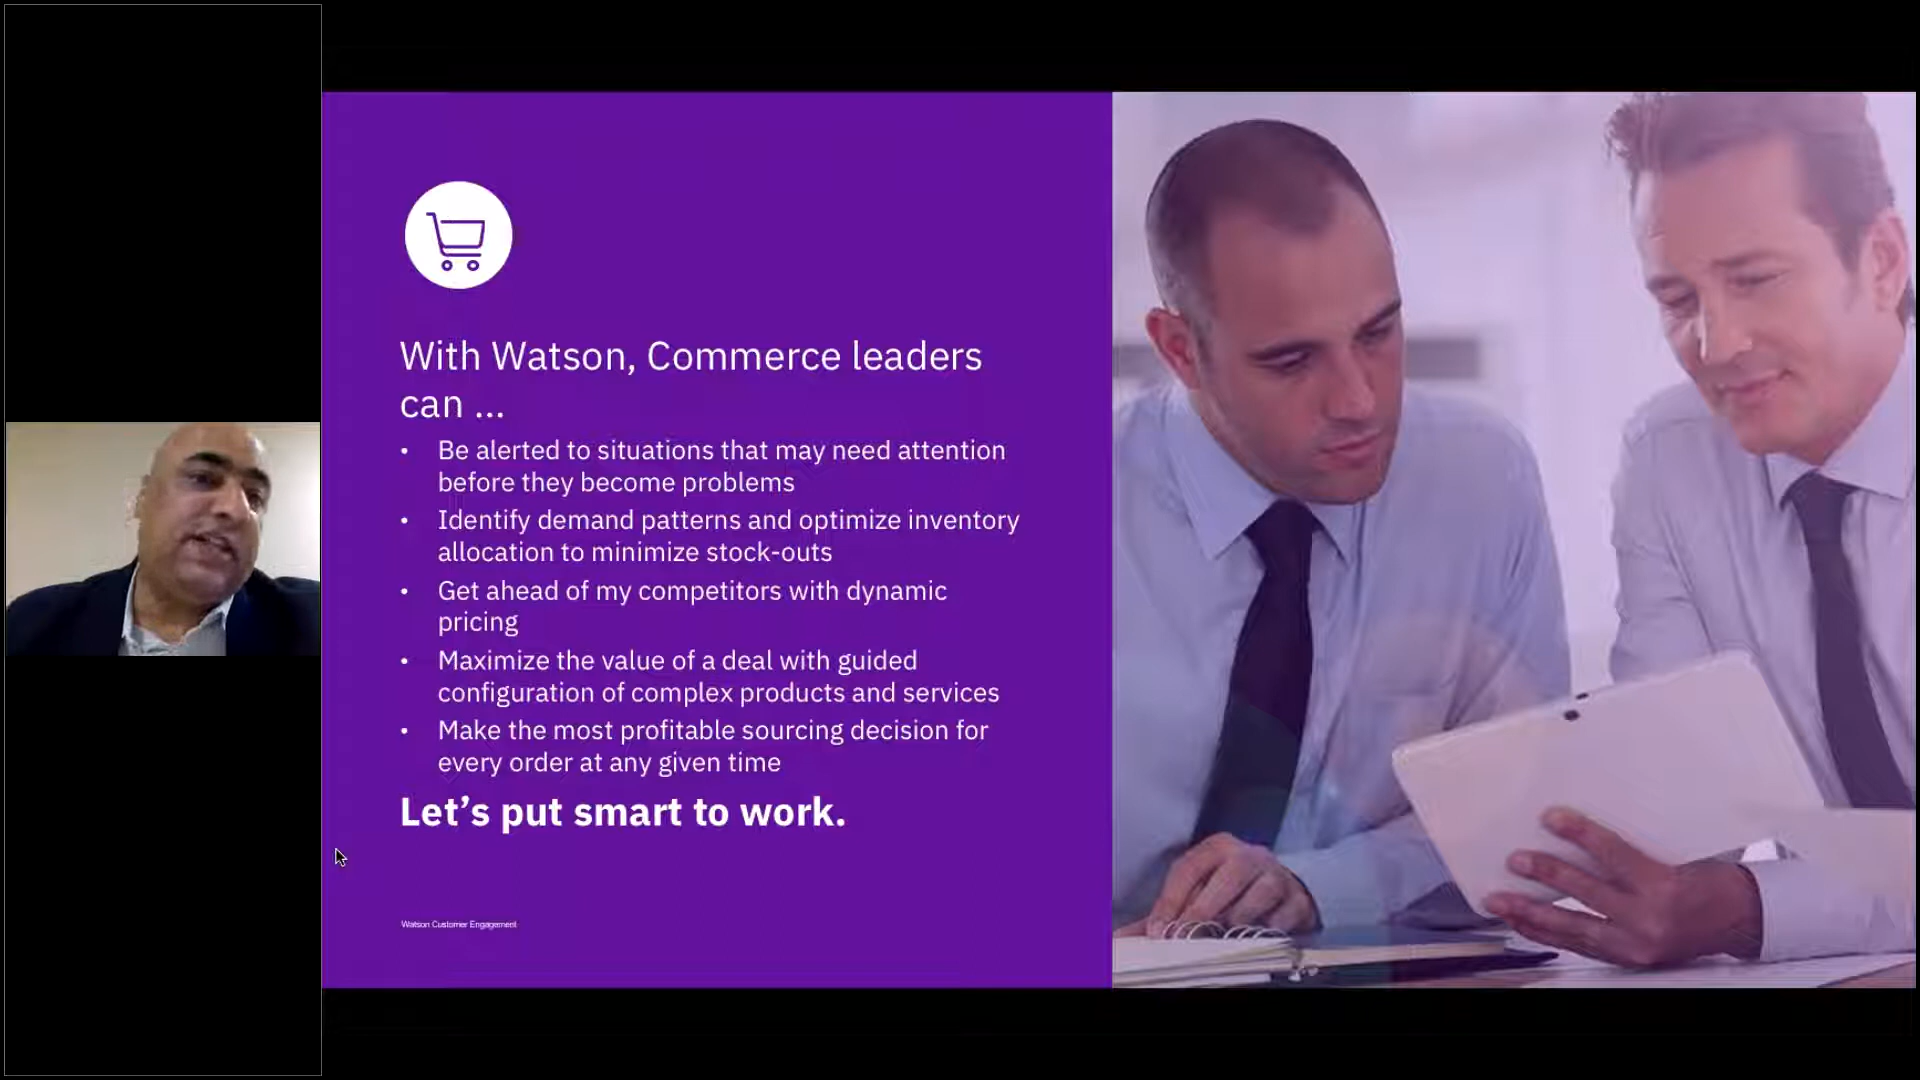 With Watson, Commerce leaders
can ...
• Be alerted to situations that may need attention
before they become problems
• Identify demand patterns and optimize inventory
allocation to minimize stock-outs
• Get ahead of my competitors with dynamic
pricing
• Maximize the value of a deal with guided
configuration of complex products and services
• Make the most profitable sourcing decision for
every order at any given time
Let’s put smart to work.
Watson Customer Engagement